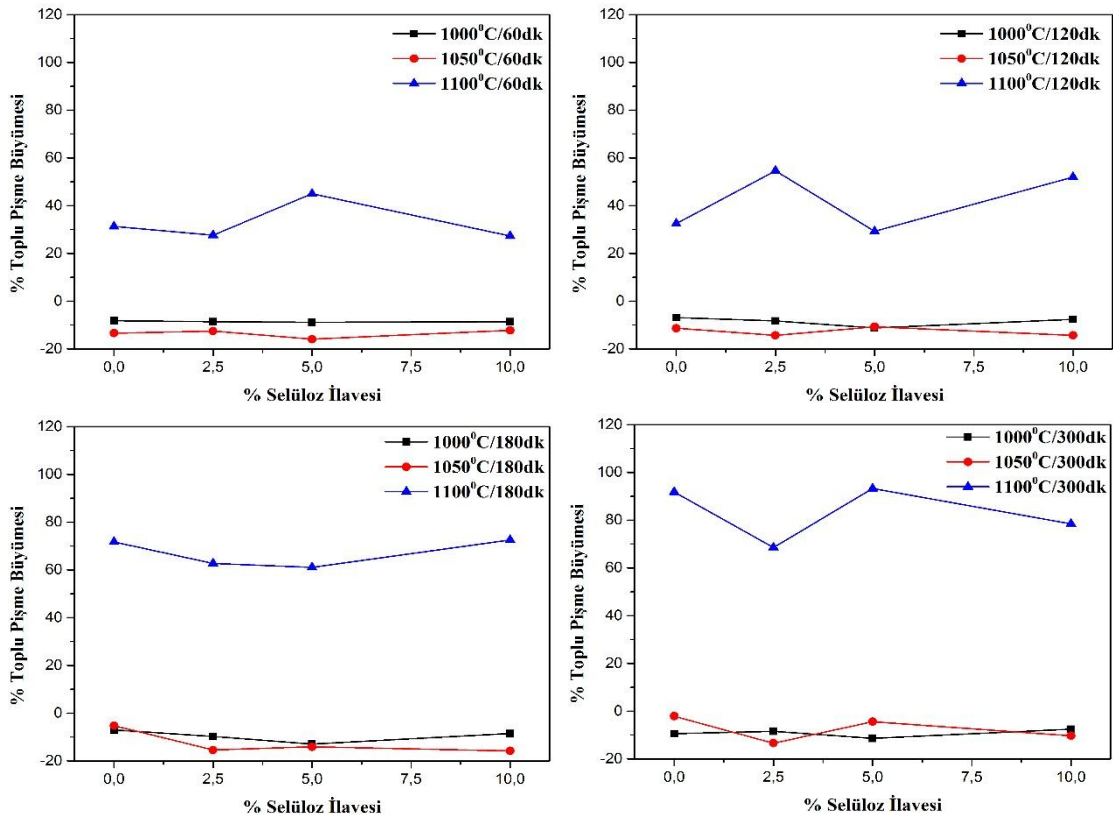 120
100
80
60
40
20
0
-20
% Toplu Pişme Büyümesi
1000⁰C/60dk
1050⁰C/60dk
1100⁰C/60dk
0,0 2,5 5,0 7,5 10,0
% Selüloz İlavesi
120
100
80
60
40
20
0
-20
% Toplu Pişme Büyümesi
1000⁰C/120dk
1050⁰C/120dk
1100⁰C/120dk
0,0 2,5 5,0 7,5 10,0
% Selüloz İlavesi
120
100
80
60
40
20
0
-20
% Toplu Pişme Büyümesi
1000⁰C/180dk
1050⁰C/180dk
1100⁰C/180dk
0,0 2,5 5,0 7,5 10,0
% Selüloz İlavesi
120
100
80
60
40
20
0
-20
% Toplu Pişme Büyümesi
1000⁰C/300dk
1050⁰C/300dk
1100⁰C/300dk
0,0 2,5 5,0 7,5 10,0
% Selüloz İlavesi